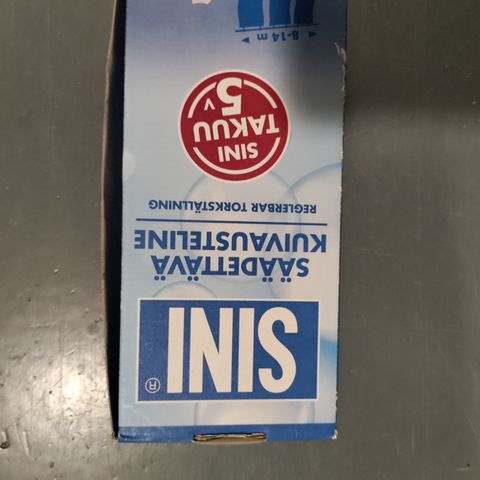 SINI®
SÄÄDETTÄVÄ
KUIVAUSTELINE
REGLERBAR TORKSTÄLLNING
SINI
TAKUU
5 V
8-14 m